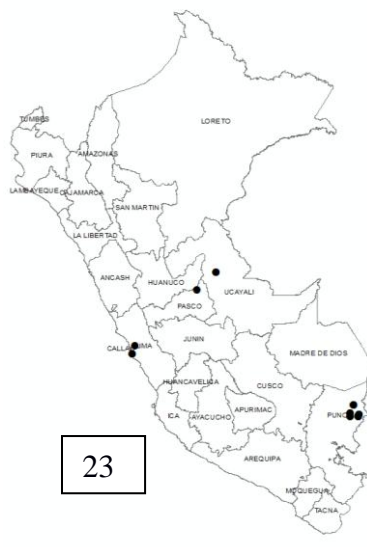 LORETO
TUMBES
PIURA
AMAZONAS
LAMBAYEQUE
CAJAMARCA
SAN MARTIN
LA LIBERTAD
ANCASH
HUANUCO
UCAYALI
PASCO
CALLAO
LIMA
JUNIN
MADRE DE DIOS
HUANCAVELICA
CUSCO
ICA
AYACUCHO
APURIMAC
PUNO
AREQUIPA
23
MOQUEGUA
TACNA